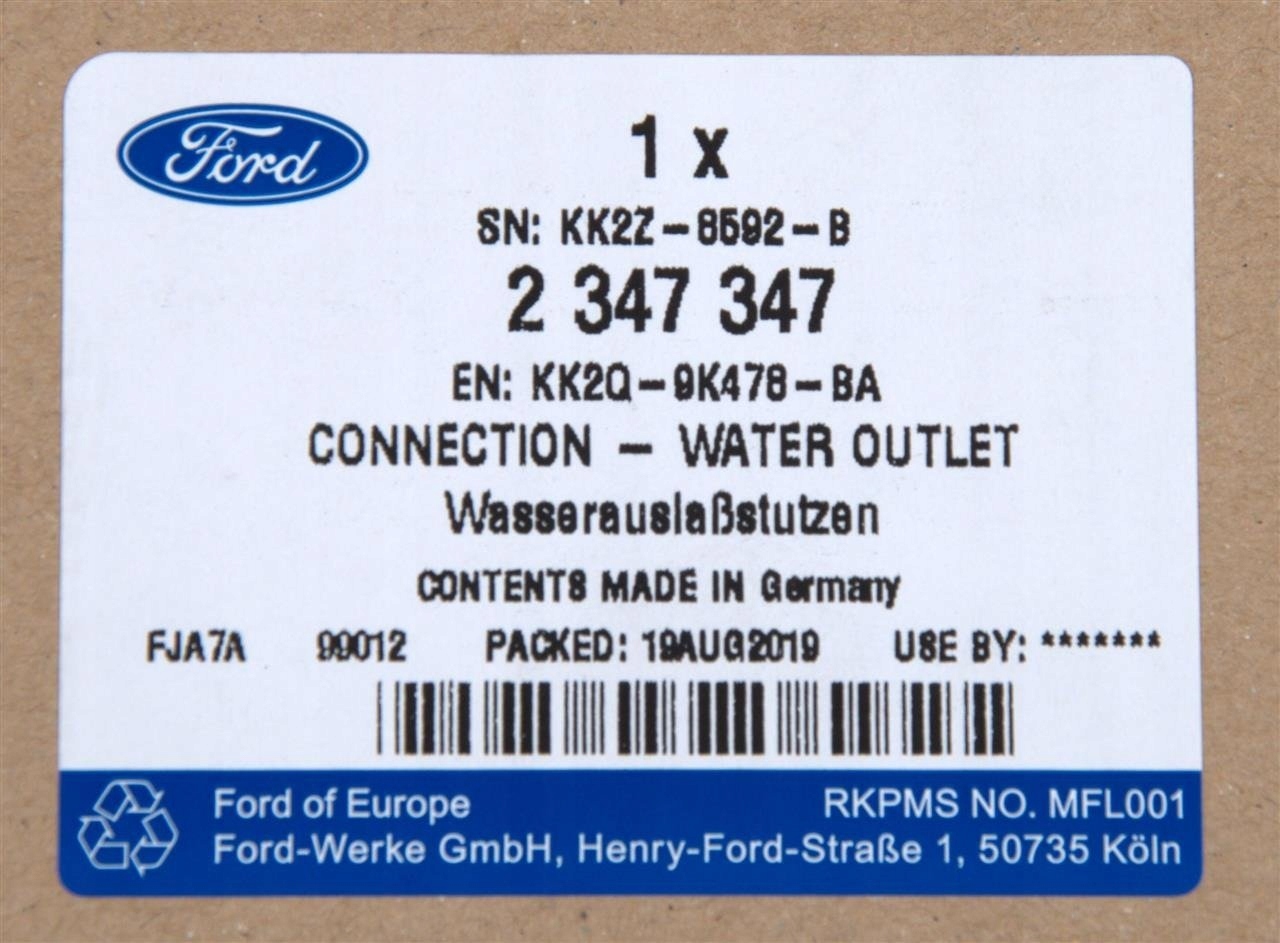 Ford
1 x
SN: KK2Z-8592-B
2 347 347
EN: KK2Q-9K478-BA
CONNECTION - WATER OUTLET
Wasserauslaßstutzen
CONTENTS MADE IN Germany
FJA7A 99012 PACKED: 19AUG2019 USE BY: *******
Ford of Europe RKPMS NO. MFL001
Ford-Werke GmbH, Henry-Ford-Straße 1, 50735 Köln